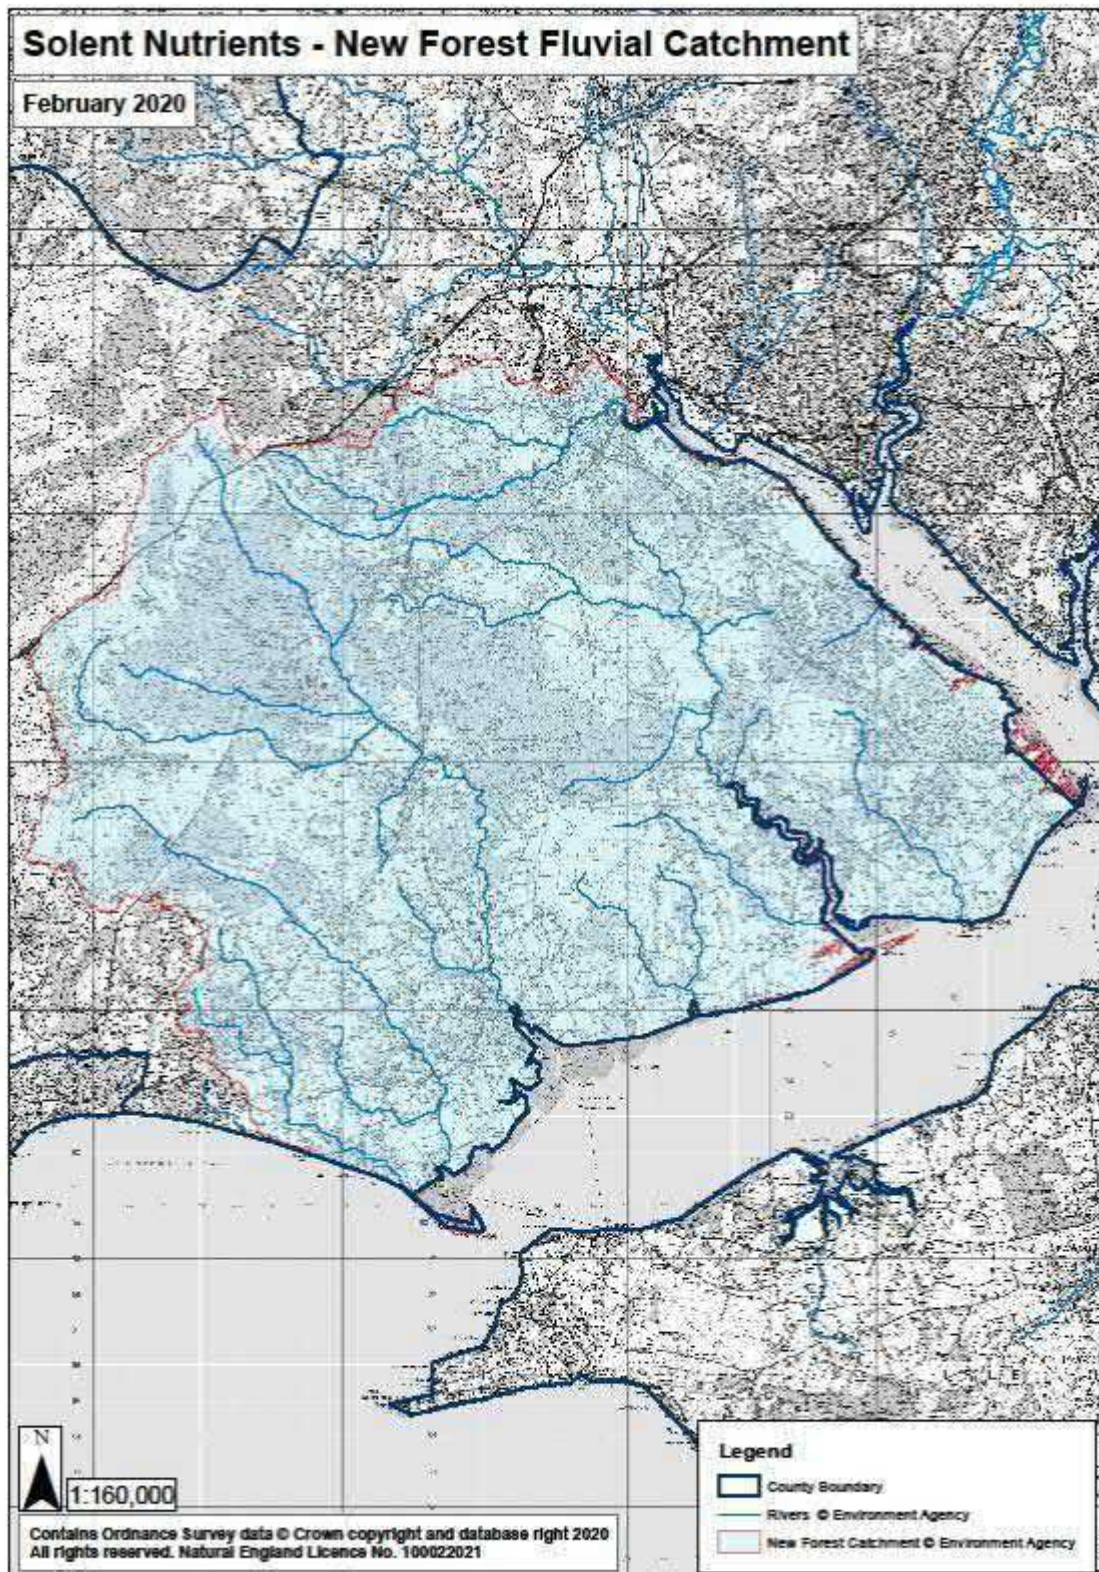 Solent Nutrients - New Forest Fluvial Catchment
February 2020
N
1:160,000
Contains Ordnance Survey data © Crown copyright and database right 2020
All rights reserved. Natural England Licence No. 100022021
Legend
County Boundary
Rivers © Environment Agency
New Forest Catchment © Environment Agency